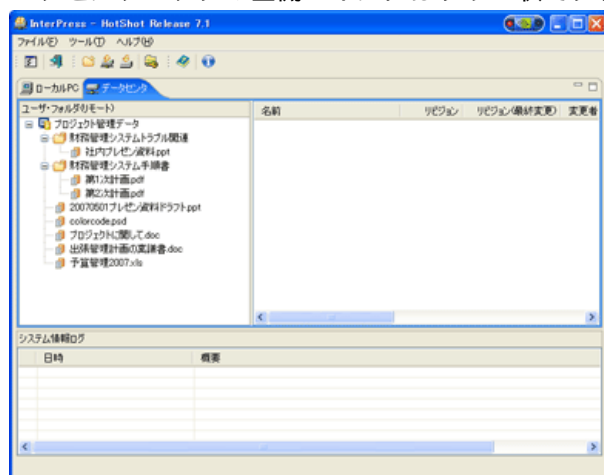 InterPress - HotShot Release 7.1
ファイル(F) ツール(T) ヘルプ(H)
ローカルPC データセンタ
ユーザ・フォルダ(リモート)
名前 リビジョン リビジョン(最終変更) 変更者
プロジェクト管理データ
財務管理システムトラブル関連
社内プレゼン資料.ppt
財務管理システム手順書
第1次計画.pdf
第2次計画.pdf
20070601プレゼン資料ドラフト.ppt
colorcode.psd
プロジェクトに関して.doc
出張管理計画の稟議書.doc
予算管理2007.xls
システム情報ログ
日時 概要